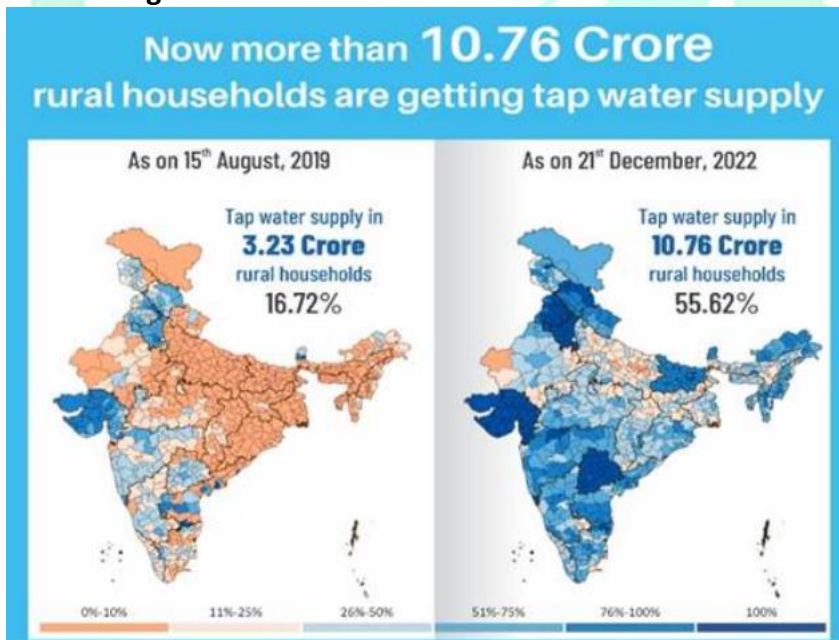 Now more than 10.76 Crore
rural households are getting tap water supply
As on 15th August, 2019
Tap water supply in
3.23 Crore
rural households
16.72%
As on 21st December, 2022
Tap water supply in
10.76 Crore
rural households
55.62%
0%-10% 11%-25% 26%-50% 51%-75% 76%-100% 100%